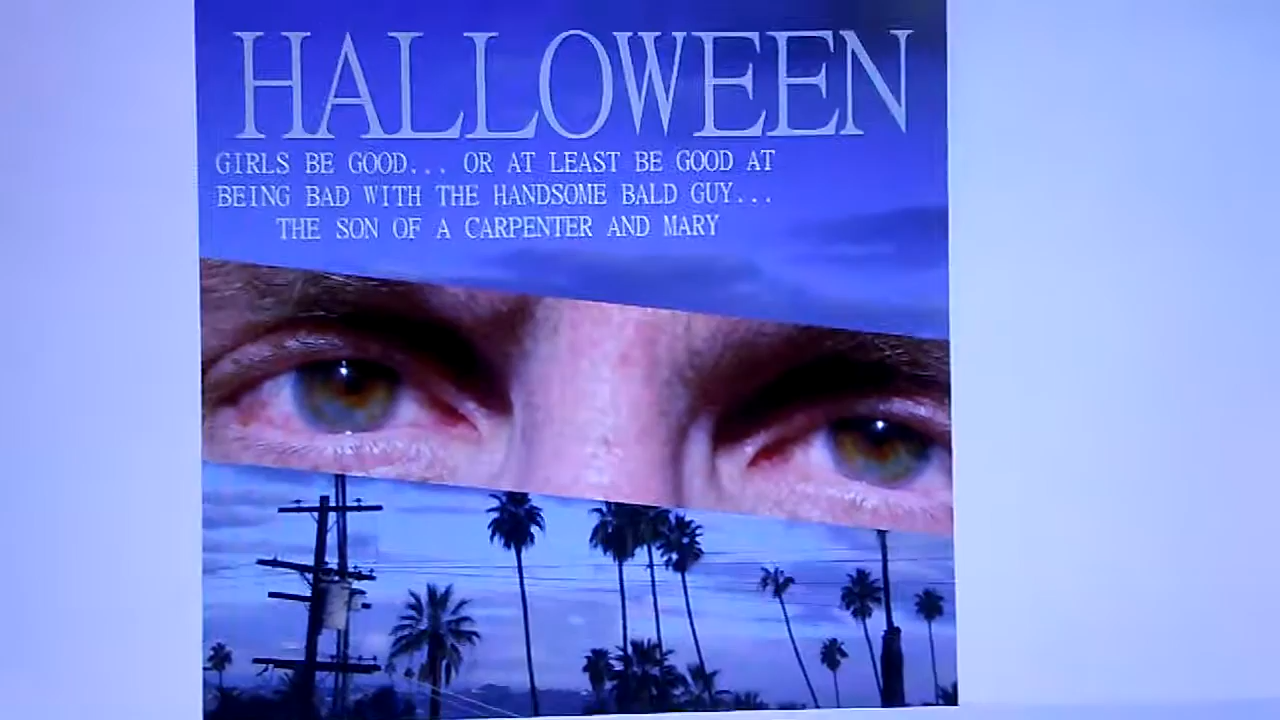 HALLOWEEN
GIRLS BE GOOD... OR AT LEAST BE GOOD AT
BEING BAD WITH THE HANDSOME BALD GUY...
THE SON OF A CARPENTER AND MARY